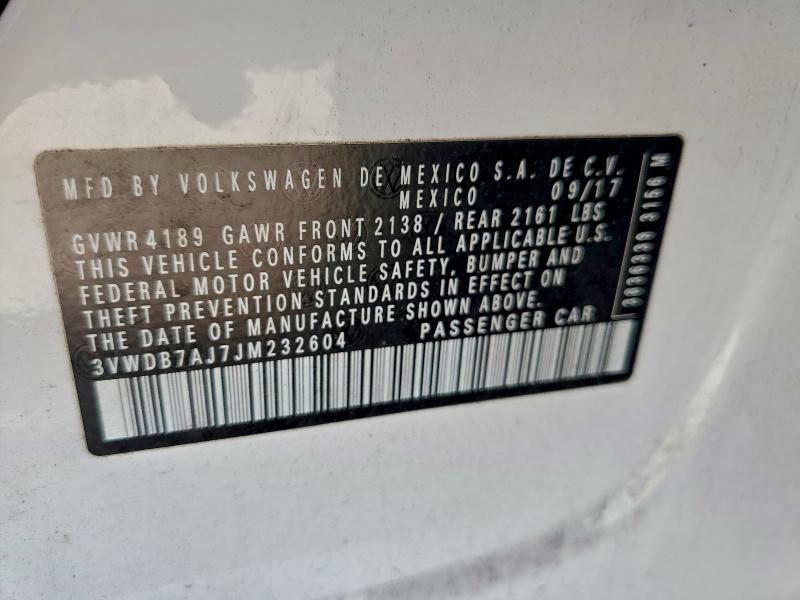 MFD BY VOLKSWAGEN DE MEXICO S.A. DE C.V.
MEXICO 09/17
GVWR 4189 GAWR FRONT 2138 / REAR 2161 LBS
THIS VEHICLE CONFORMS TO ALL APPLICABLE U.S.
FEDERAL MOTOR VEHICLE SAFETY, BUMPER AND
THEFT PREVENTION STANDARDS IN EFFECT ON
THE DATE OF MANUFACTURE SHOWN ABOVE.
3VWDB7AJ7JM232604 PASSENGER CAR
3166 M